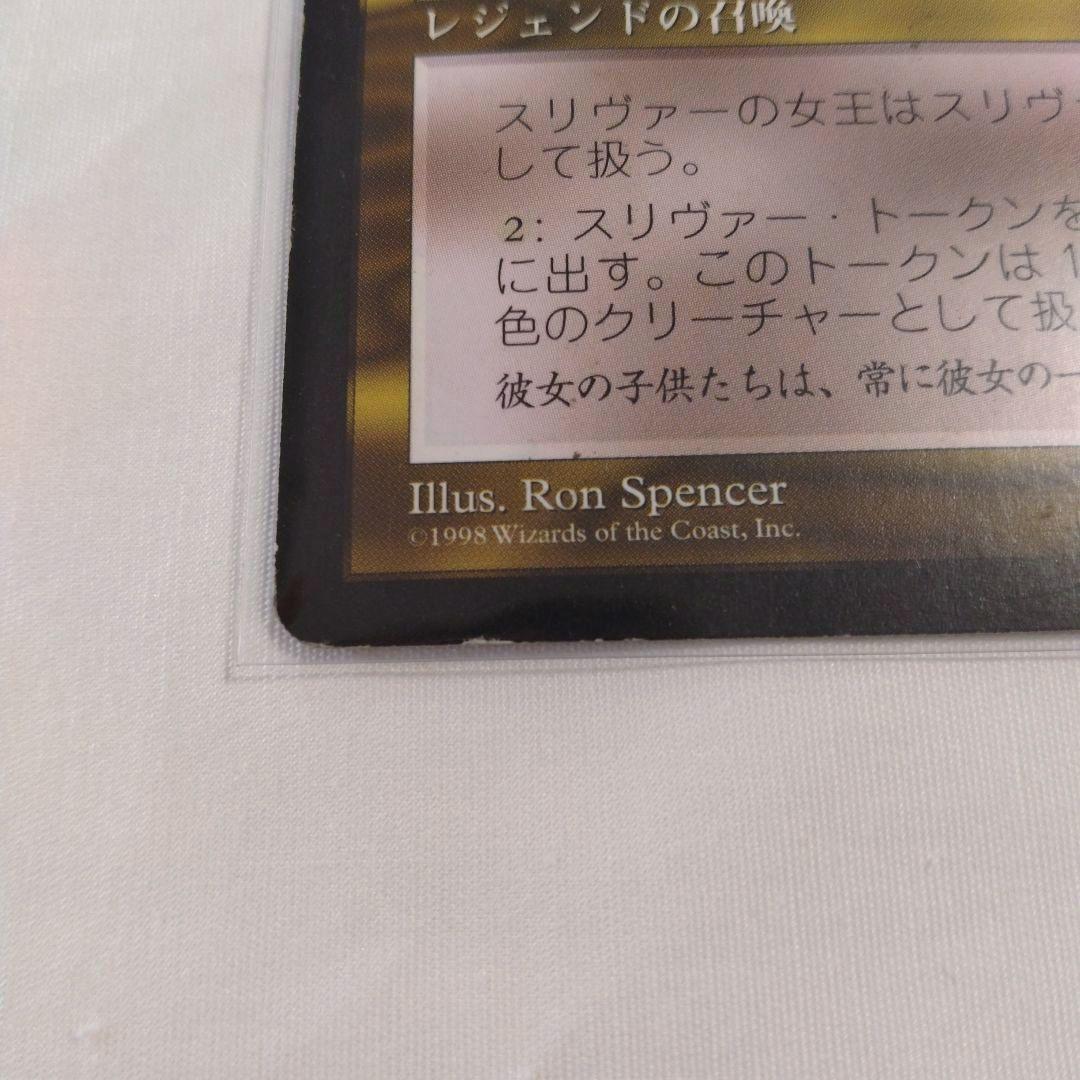 レジェンドの召喚
スリヴァーの女王はスリヴ
して扱う。
2: スリヴァー・トークンを
に出す。このトークンは 1
色のクリーチャーとして扱
彼女の子供たちは、常に彼女の一
Illus. Ron Spencer
©1998 Wizards of the Coast, Inc.